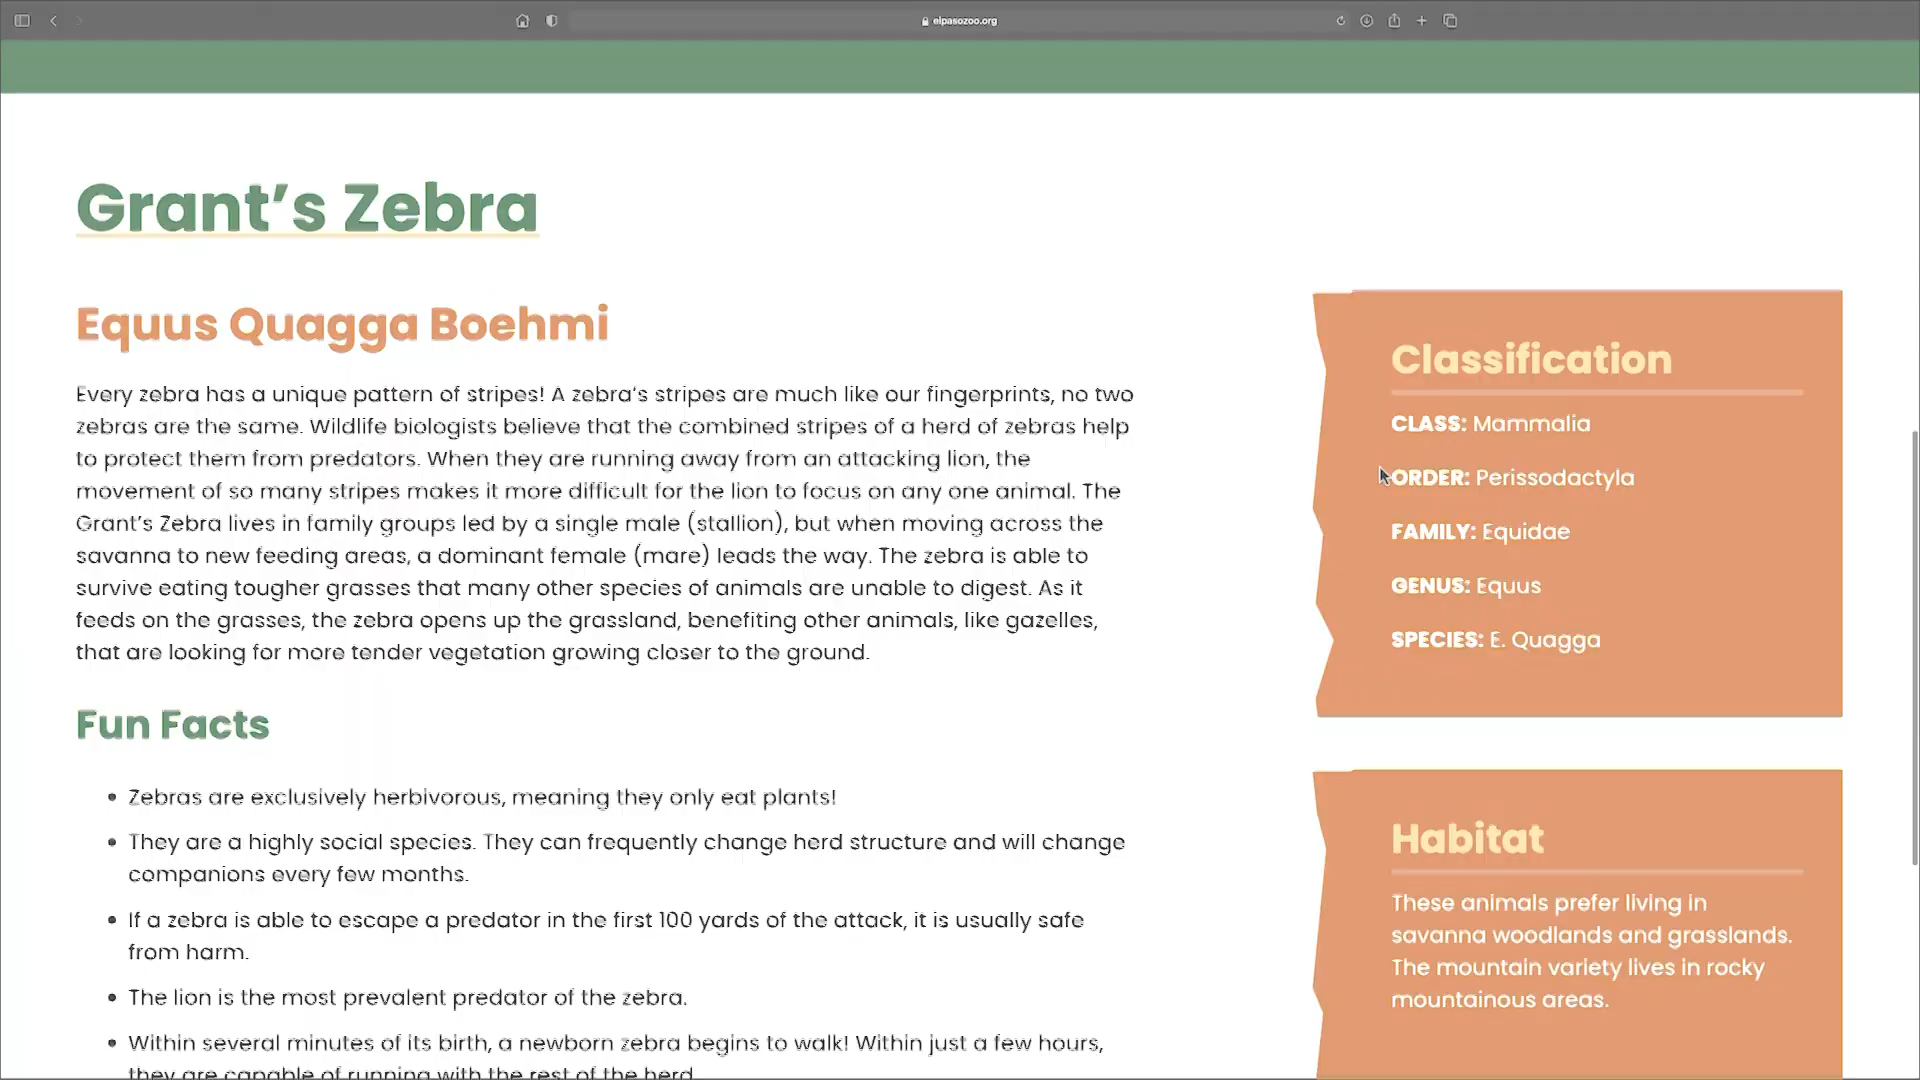 elpasozoo.org
Grant's Zebra
Equus Quagga Boehmi
Every zebra has a unique pattern of stripes! A zebra's stripes are much like our fingerprints, no two
zebras are the same. Wildlife biologists believe that the combined stripes of a herd of zebras help
to protect them from predators. When they are running away from an attacking lion, the
movement of so many stripes makes it more difficult for the lion to focus on any one animal. The
Grant's Zebra lives in family groups led by a single male (stallion), but when moving across the
savanna to new feeding areas, a dominant female (mare) leads the way. The zebra is able to
survive eating tougher grasses that many other species of animals are unable to digest. As it
feeds on the grasses, the zebra opens up the grassland, benefiting other animals, like gazelles,
that are looking for more tender vegetation growing closer to the ground.
Fun Facts
• Zebras are exclusively herbivorous, meaning they only eat plants!
• They are a highly social species. They can frequently change herd structure and will change
companions every few months.
• If a zebra is able to escape a predator in the first 100 yards of the attack, it is usually safe
from harm.
• The lion is the most prevalent predator of the zebra.
• Within several minutes of its birth, a newborn zebra begins to walk! Within just a few hours,
they are capable of running with the rest of the herd.
Classification
CLASS: Mammalia
ORDER: Perissodactyla
FAMILY: Equidae
GENUS: Equus
SPECIES: E. Quagga
Habitat
These animals prefer living in
savanna woodlands and grasslands.
The mountain variety lives in rocky
mountainous areas.